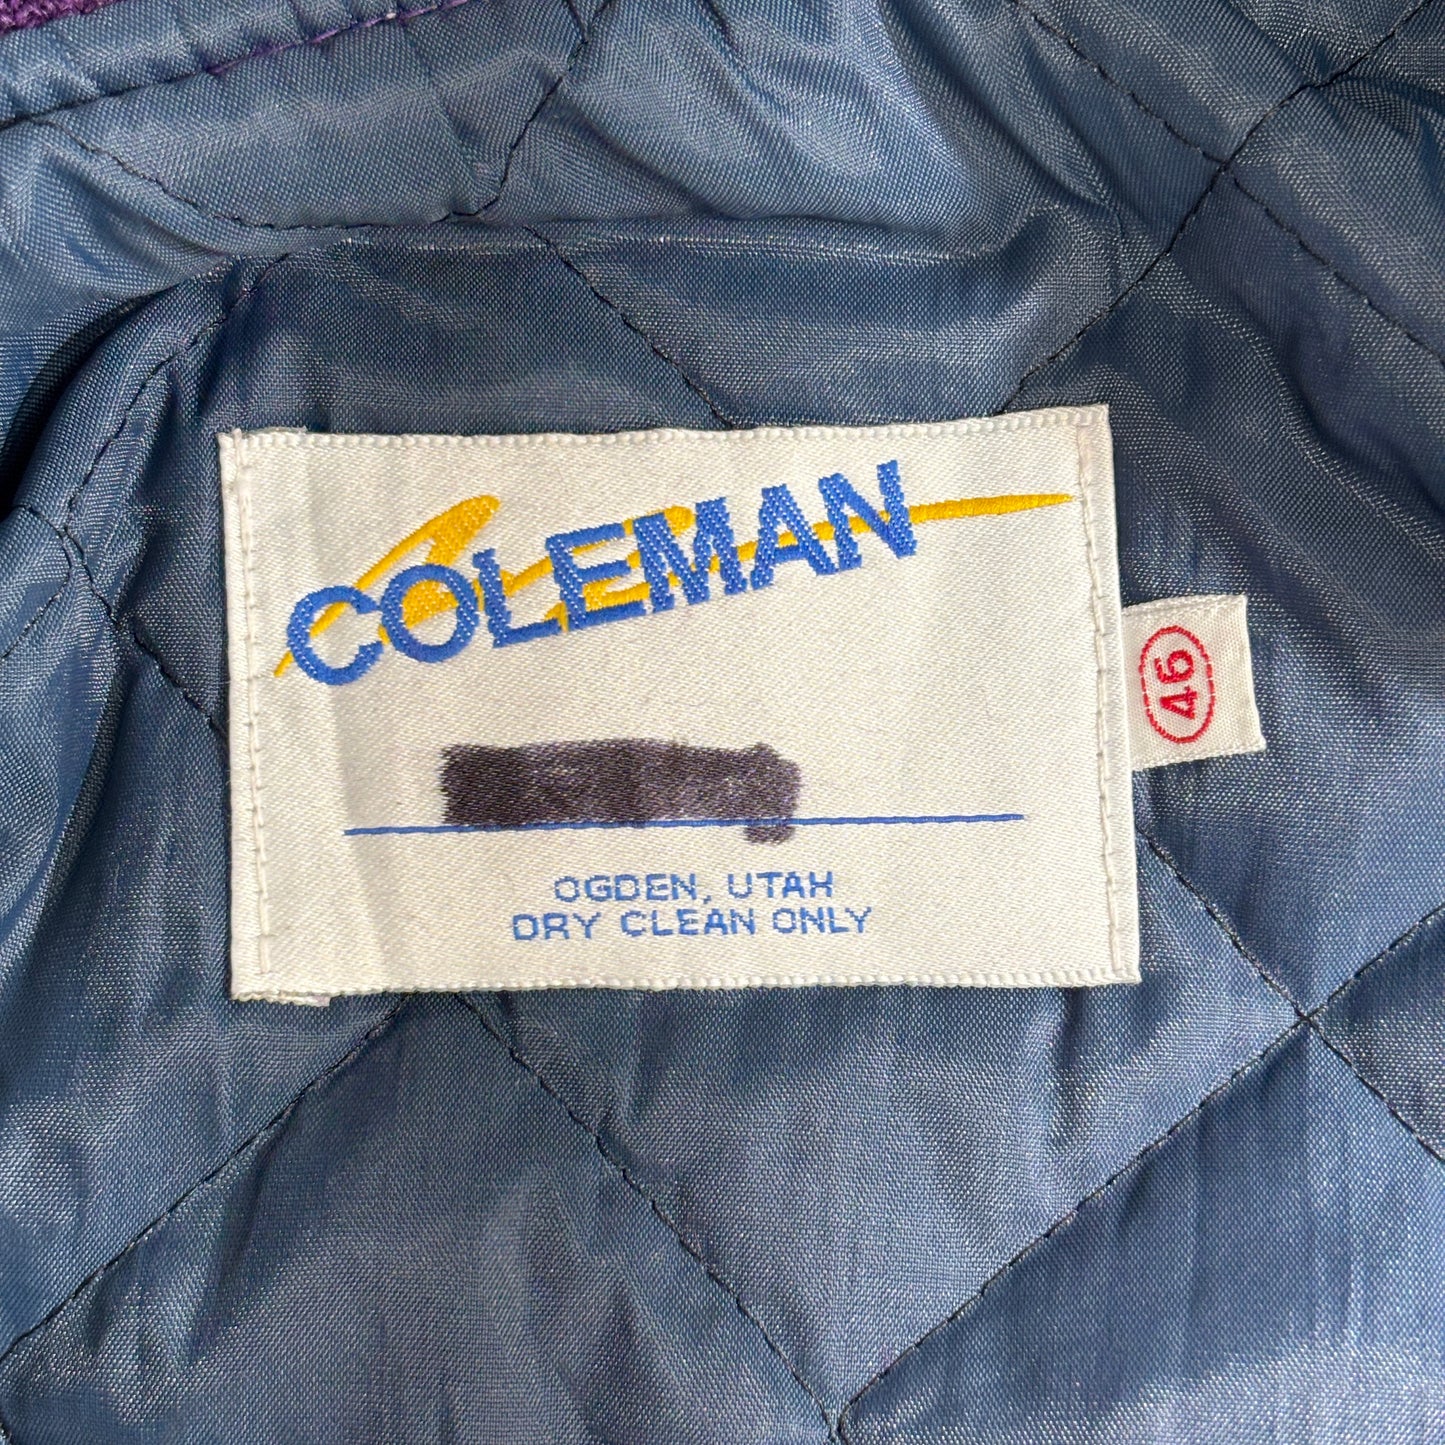 COLEMAN
46
OGDEN, UTAH
DRY CLEAN ONLY